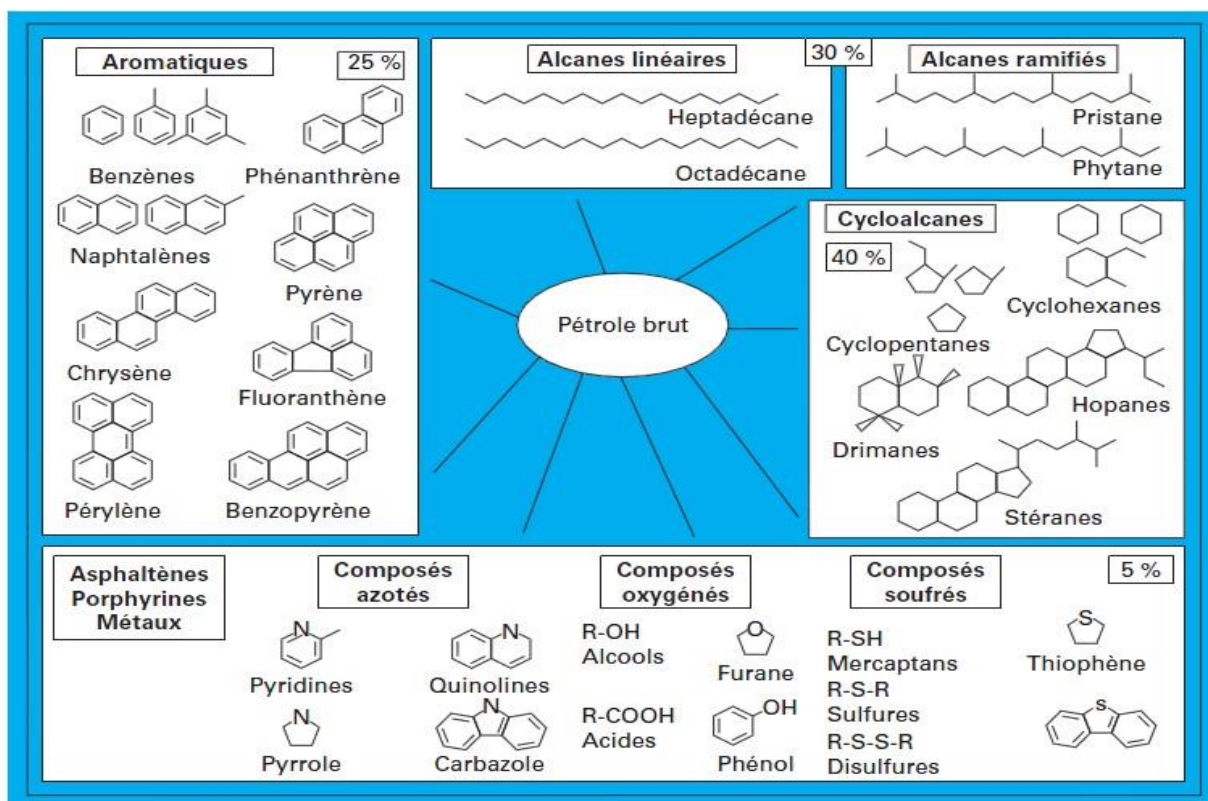 Aromatiques
25 %
Benzènes
Phénanthrène
Naphtalènes
Pyrène
Chrysène
Fluoranthène
Pérylène
Benzopyrène
Alcanes linéaires
30 %
Alcanes ramifiés
Heptadécane
Octadécane
Pristane
Phytane
Pétrole brut
Cycloalcanes
40 %
Cyclohexanes
Cyclopentanes
Hopanes
Drimanes
Stéranes
Asphaltènes
Porphyrines
Métaux
Composés
azotés
N
Pyridines
N
Quinolines
N
Pyrrole
N
Carbazole
Composés
oxygénés
R-OH
Alcools
O
Furane
R-COOH
Acides
OH
Phénol
Composés
soufrés
5 %
R-SH
Mercaptans
R-S-R
Sulfures
R-S-S-R
Disulfures
S
Thiophène
S